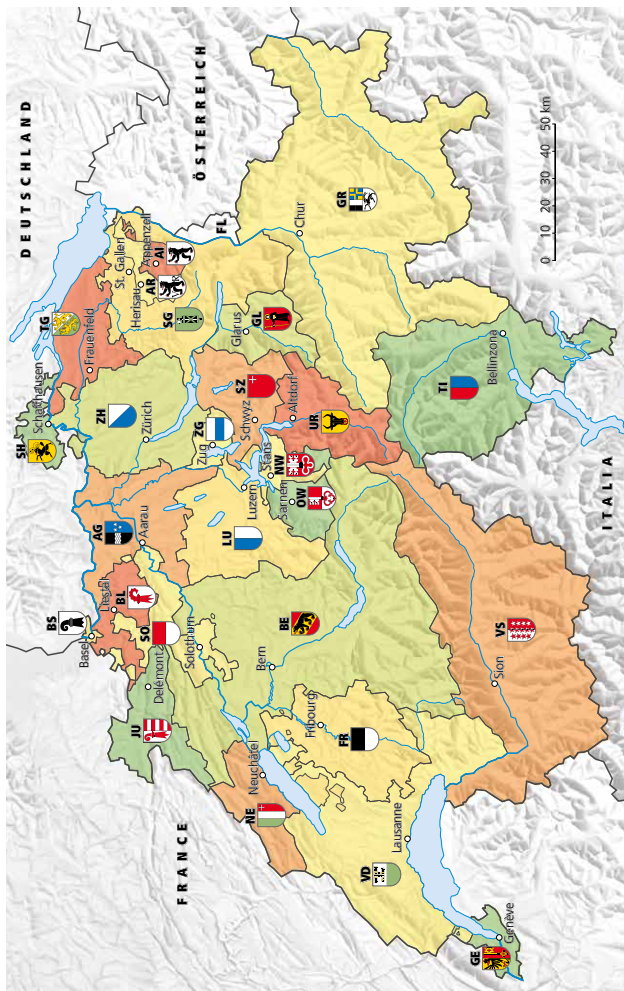 DEUTSCHLAND
SH
Schaffhausen
BS
Basel
TG
Frauenfeld
AG
Liestal
BL
ZH
JU
Delémont
SO
Aarau
Zürich
St. Gallen
Herisau
AR
Appenzell
AI
FRANCE
Solothurn
ZG
Zug
SG
ÖSTERREICH
LU
FL
NE
Neuchâtel
Bern
Luzern
Stans
SZ
Schwyz
Glarus
GL
BE
Sarnen
NW
OW
Altdorf
UR
Chur
FR
Fribourg
GR
VD
Lausanne
TI
GE
Genève
Sion
VS
Bellinzona
0 10 20 30 40 50 km
ITALIA